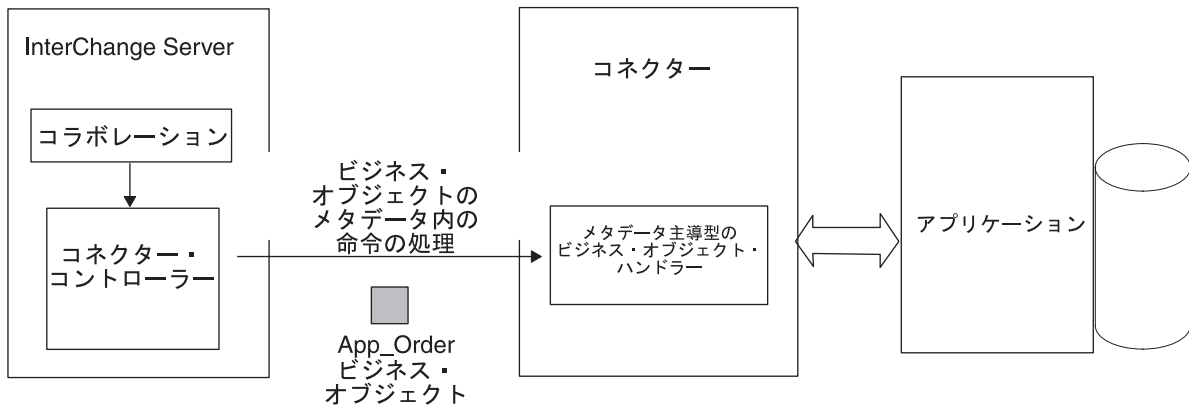 InterChange Server
コラボレーション
コネクター・
コントローラー
ビジネス・
オブジェクトの
メタデータ内の
命令の処理
App_Order
ビジネス・
オブジェクト
コネクター
メタデータ主導型の
ビジネス・オブジェクト・
ハンドラー
アプリケーション